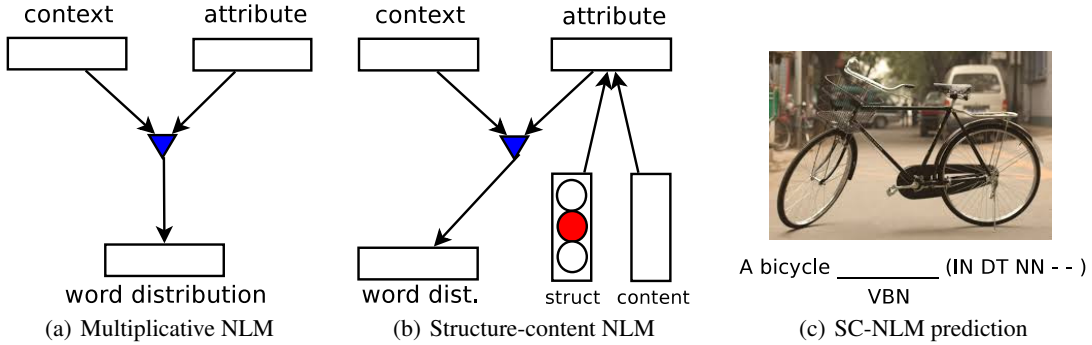 context attribute
word distribution
(a) Multiplicative NLM
context attribute
word dist. struct content
(b) Structure-content NLM
A bicycle __________ (IN DT NN - - )
VBN
(c) SC-NLM prediction